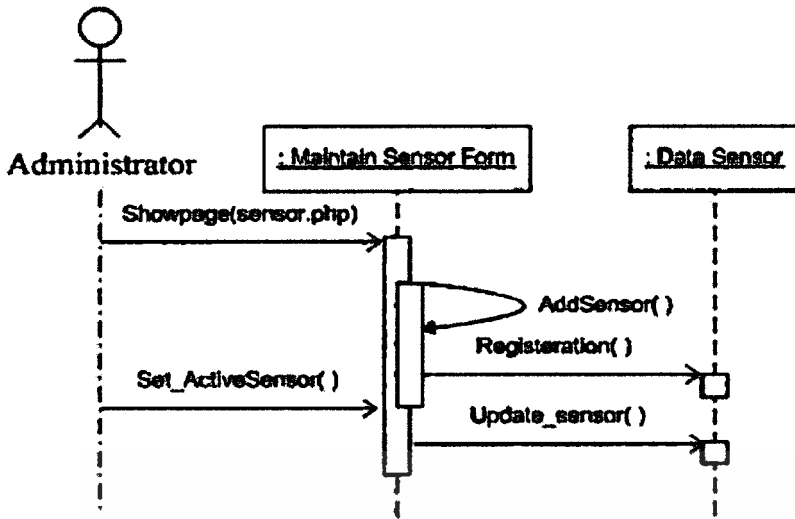 Administrator
: Maintain Sensor Form
: Data Sensor
Showpage(sensor.php)
AddSensor( )
Registeration( )
Set_ActiveSensor( )
Update_sensor( )